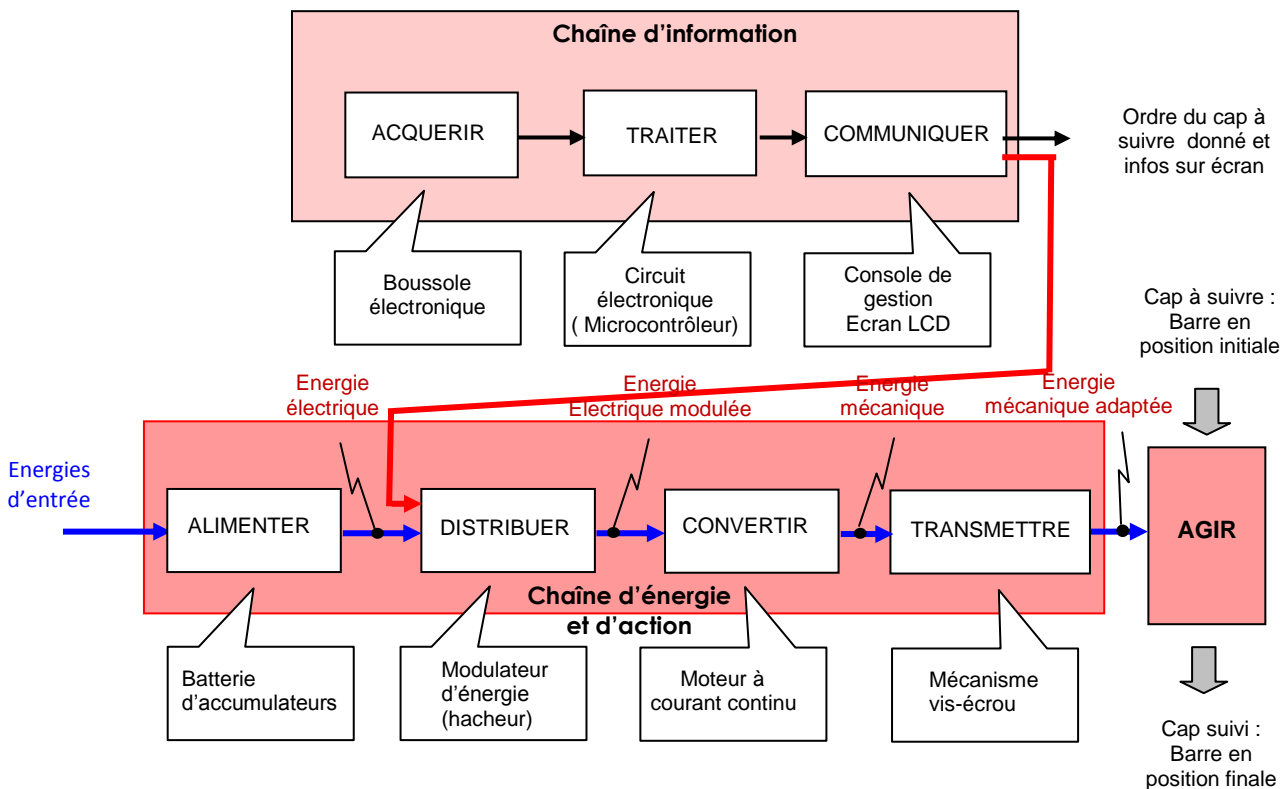 Chaîne d’information
ACQUERIR
TRAITER
COMMUNIQUER
Ordre du cap à
suivre donné et
infos sur écran
Boussole
électronique
Circuit
électronique
( Microcontrôleur)
Console de
gestion
Ecran LCD
Cap à suivre :
Barre en
position initiale
Energie
électrique
Energie
Electrique modulée
Energie
mécanique
Energie
mécanique adaptée
Energies
d’entrée
ALIMENTER
DISTRIBUER
CONVERTIR
TRANSMETTRE
AGIR
Chaîne d’énergie
et d’action
Batterie
d’accumulateurs
Modulateur
d’énergie
(hacheur)
Moteur à
courant continu
Mécanisme
vis-écrou
Cap suivi :
Barre en
position finale